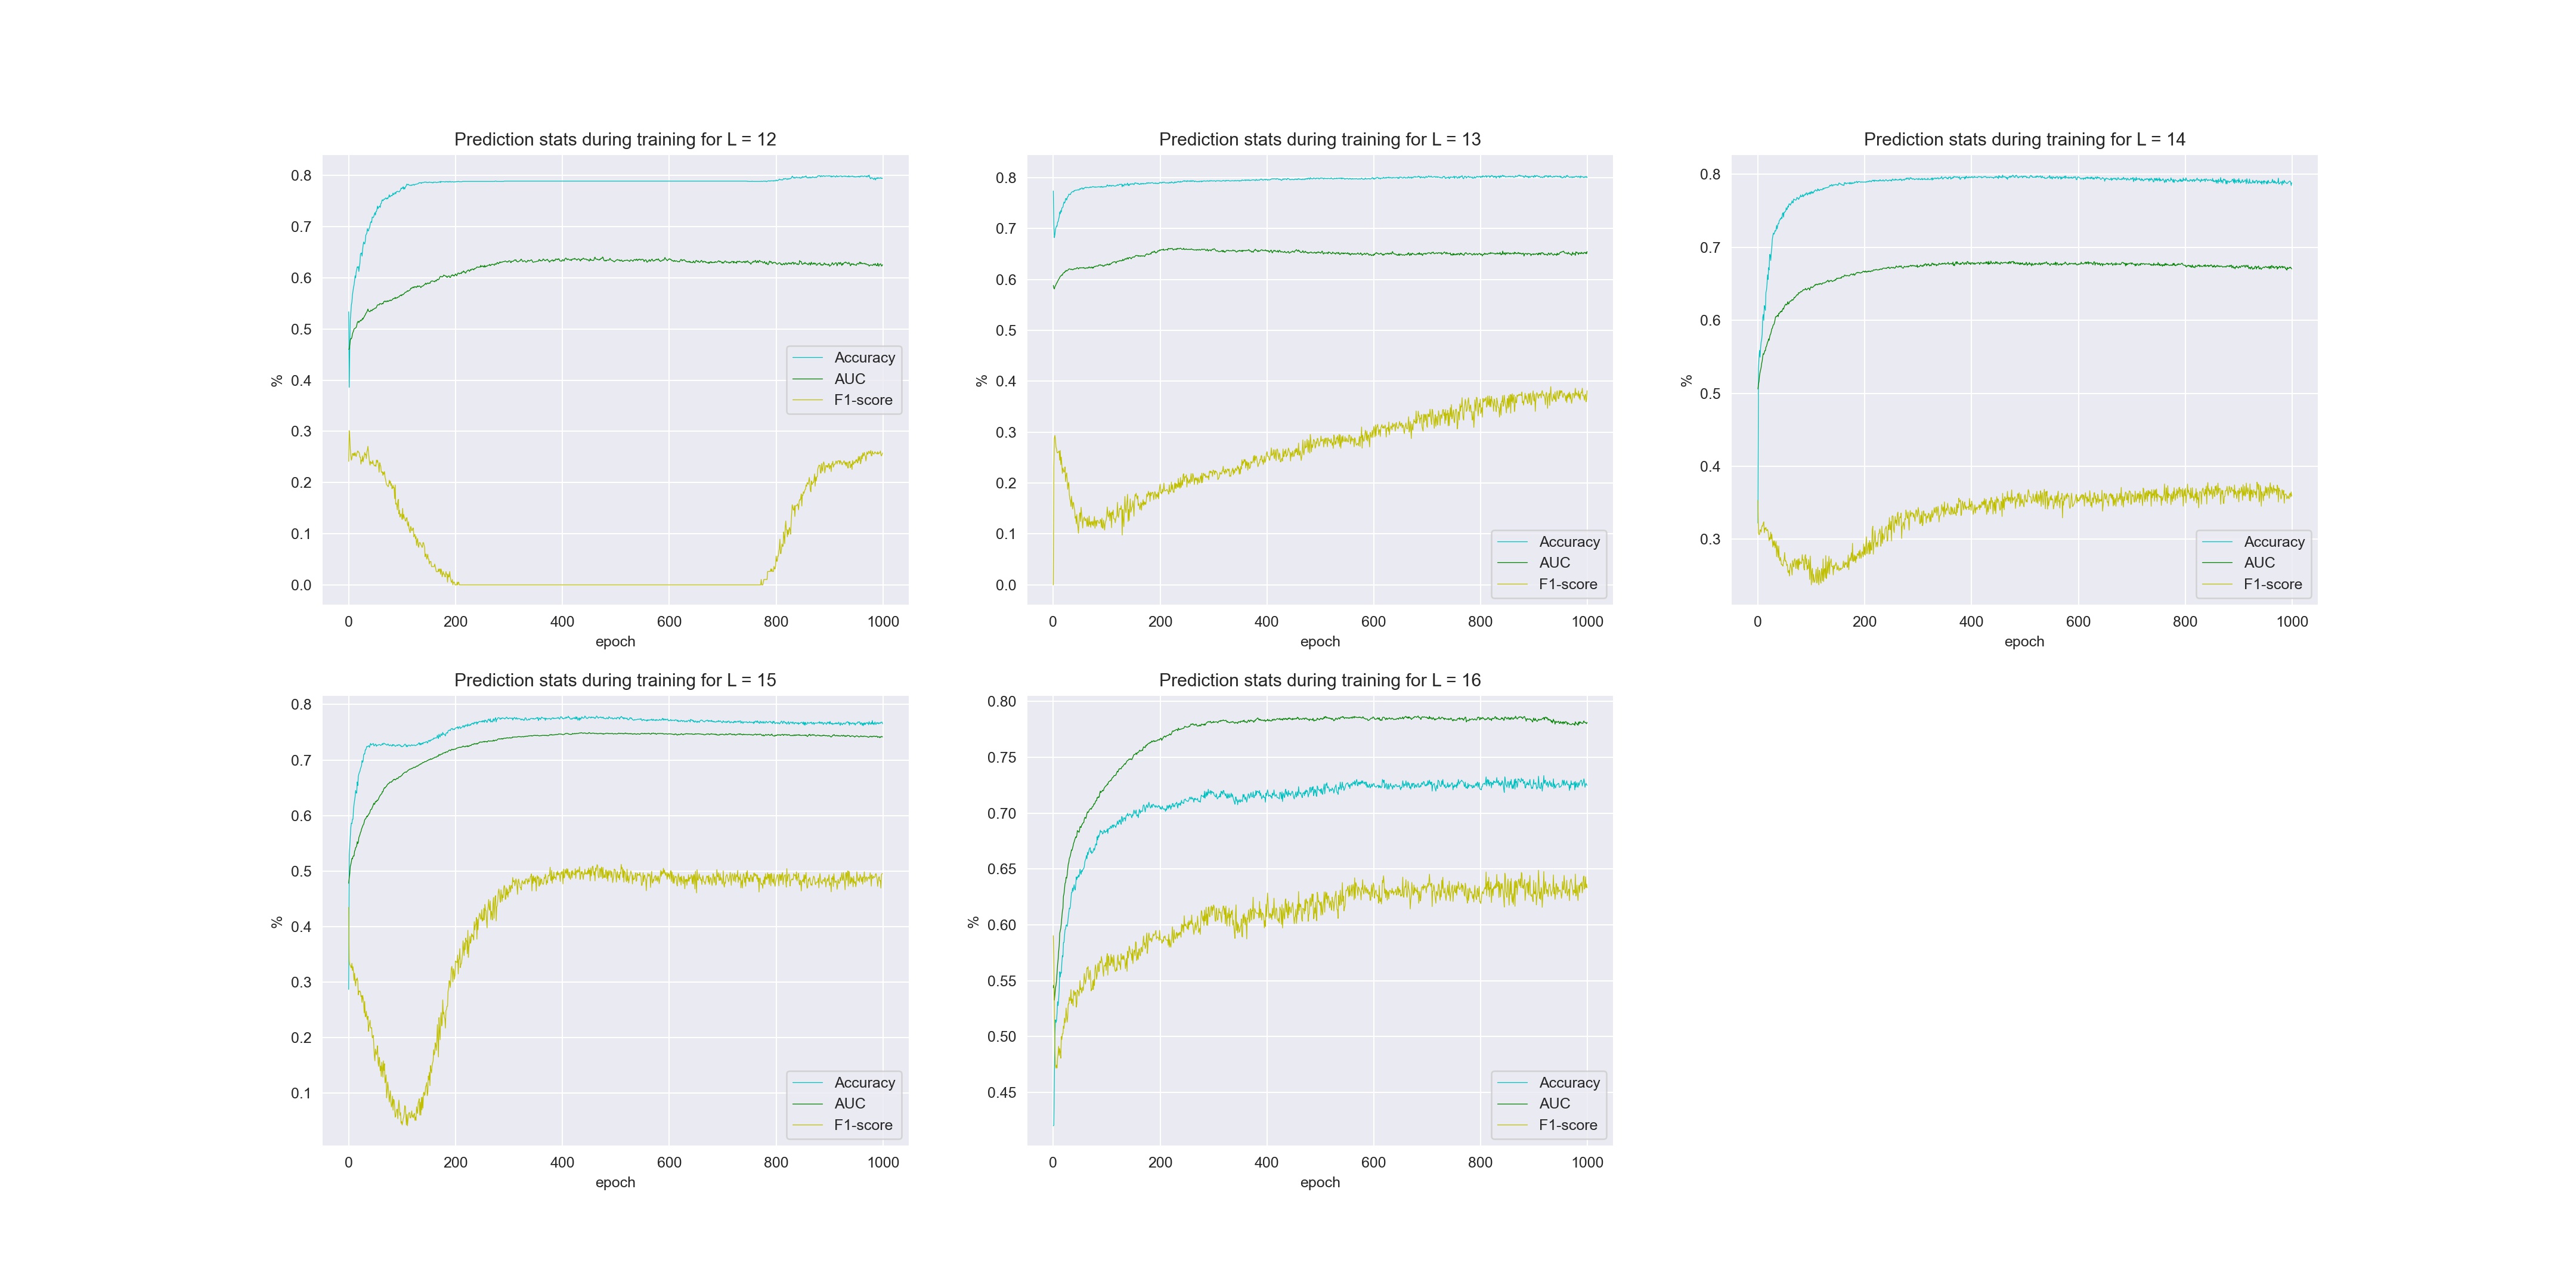 Prediction stats during training for L = 12
0.8
0.7
0.6
0.5
0.4
0.3
0.2
0.1
0.0
%
Accuracy
AUC
F1-score
0 200 400 600 800 1000
epoch
Prediction stats during training for L = 13
0.8
0.7
0.6
0.5
0.4
0.3
0.2
0.1
0.0
%
Accuracy
AUC
F1-score
0 200 400 600 800 1000
epoch
Prediction stats during training for L = 14
0.8
0.7
0.6
0.5
0.4
0.3
%
Accuracy
AUC
F1-score
0 200 400 600 800 1000
epoch
Prediction stats during training for L = 15
0.8
0.7
0.6
0.5
0.4
0.3
0.2
0.1
%
Accuracy
AUC
F1-score
0 200 400 600 800 1000
epoch
Prediction stats during training for L = 16
0.80
0.75
0.70
0.65
0.60
0.55
0.50
0.45
%
Accuracy
AUC
F1-score
0 200 400 600 800 1000
epoch